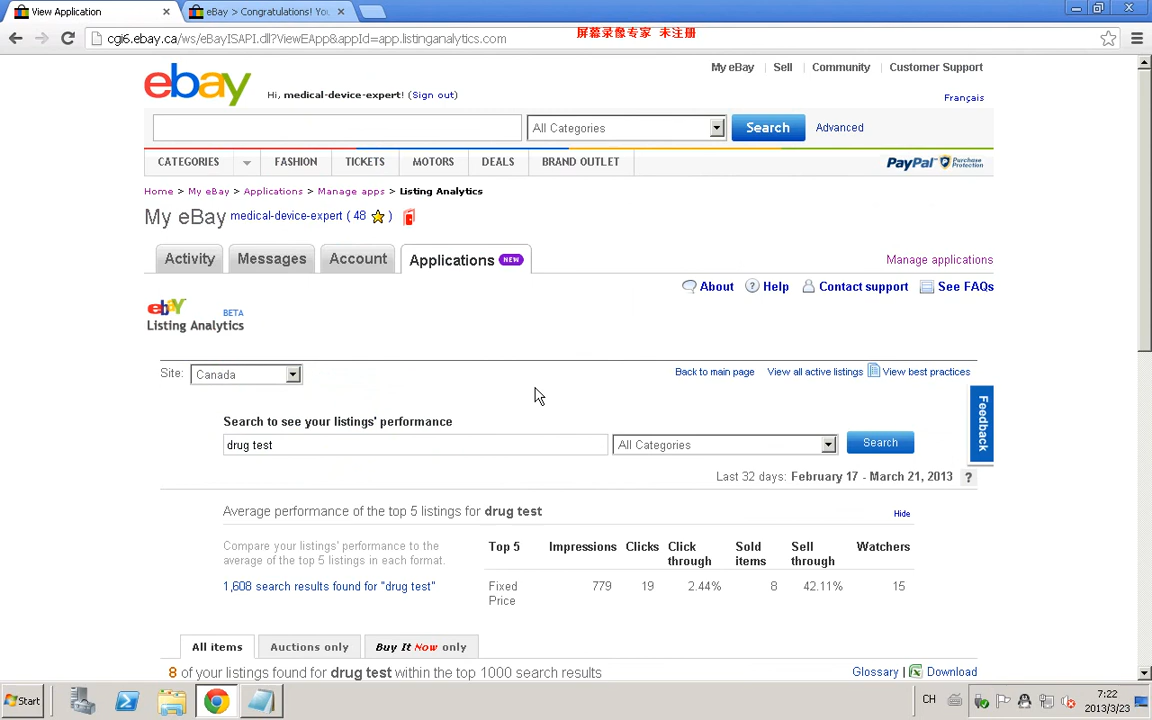 View Application
eBay > Congratulations! You
cgi6.ebay.ca/ws/eBayISAPI.dll?ViewEApp&appId=app.listinganalytics.com
屏幕录像专家 未注册
ebay
Hi, medical-device-expert! (Sign out)
My eBay Sell Community Customer Support
Français
All Categories
Search
Advanced
CATEGORIES FASHION TICKETS MOTORS DEALS BRAND OUTLET
PayPal PURCHASE Protection
Home > My eBay > Applications > Manage apps > Listing Analytics
My eBay medical-device-expert ( 48 )
Activity Messages Account Applications NEW
Manage applications
About Help Contact support See FAQs
ebay BETA
Listing Analytics
Site: Canada
Back to main page View all active listings View best practices
Search to see your listings' performance
drug test All Categories Search
Feedback
Last 32 days: February 17 - March 21, 2013 ?
Average performance of the top 5 listings for drug test
Hide
Compare your listings' performance to the average of the top 5 listings in each format.
1,608 search results found for "drug test"
Top 5 Impressions Clicks Click through Sold items Sell through Watchers
Fixed Price 779 19 2.44% 8 42.11% 15
All items Auctions only Buy It Now only
8 of your listings found for drug test within the top 1000 search results
Glossary | Download
Start
CH
7:22
2013/3/23